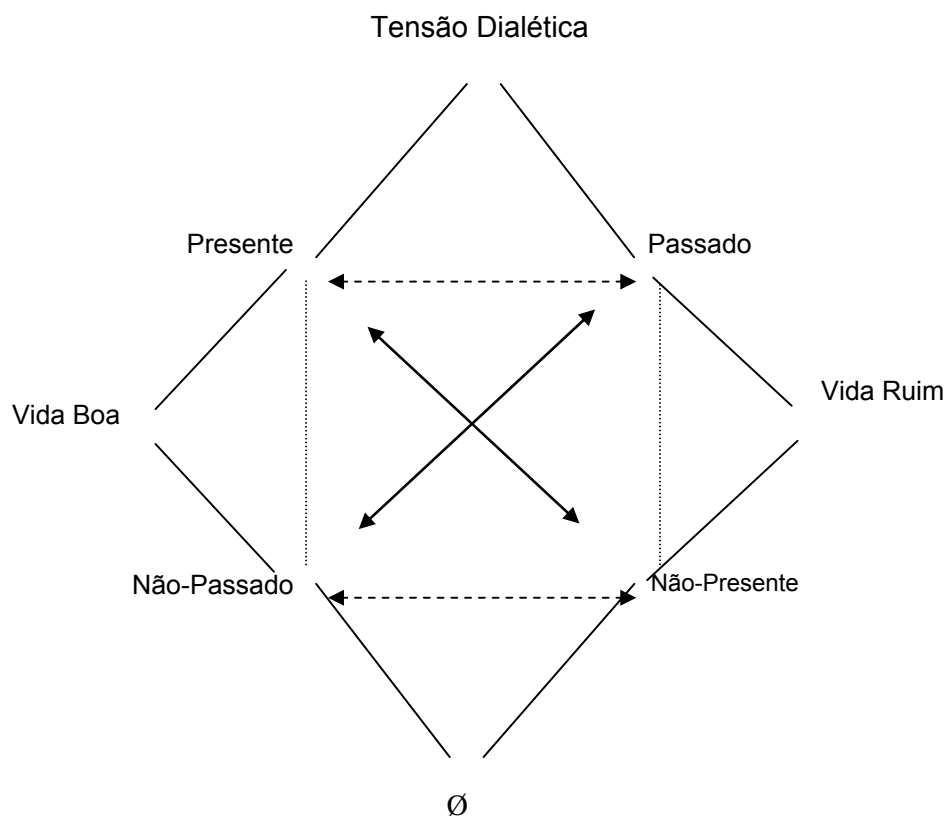 Tensão Dialética
Presente
Passado
Vida Boa
Vida Ruim
Não-Passado
Não-Presente
Ø